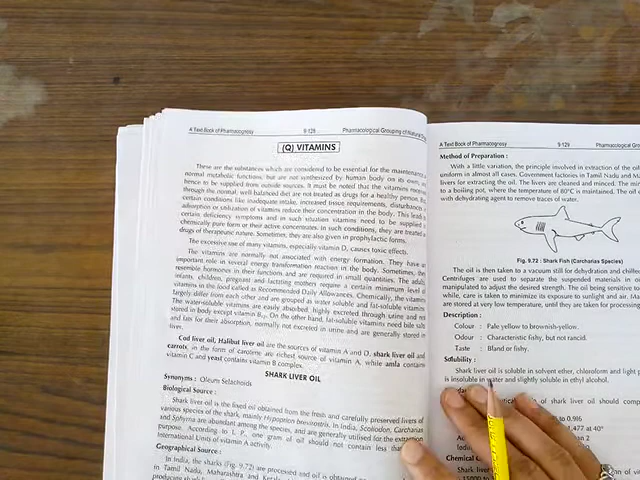 A Text Book of Pharmacognosy 9·128 Pharmacological Grouping of
(Q) VITAMINS
These are the substances which are considered to be essential for the maintenance
normal metabolic functions, but are not synthesized by human body on its own,
hence to be supplied from outside sources. It must be noted that the vitamins
through the normal, well-balanced diet are not treated as drugs for a healthy person.
certain conditions like inadequate intake, increased tissue requirements, disturbances
adsorption or utilization of vitamins reduce their concentration in the body. This leads
certain deficiency symptoms and in such situation vitamins need to be supplied
chemically pure form or their active concentrates. In such conditions, they are treated
drugs of therapeutic nature. Sometimes, they are also given in prophylactic forms.
The excessive use of many vitamins, especially vitamin D, causes toxic effects.
The vitamins are normally not associated with energy formation. They have
important role in several energy transformation reaction in the body. Sometimes, the
resemble hormones in their functions and are required in small quantities. The adults
infants, children, pregnant and lactating mothers require a certain minimum level
vitamins in the food called as Recommended Daily Allowances. Chemically, the vitamins
largely differ from each other and are grouped as water soluble and fat-soluble vitamins
The water-soluble vitamins are easily absorbed, highly excreted through urine and not
stored in body except vitamin B₁₂. On the other hand, fat-soluble vitamins need bile salts
and fats for their absorption, normally not excreted in urine and are generally stored in
liver.
Cod liver oil, Halibut liver oil are the sources of vitamin A and D, shark liver oil and
carrots, in the form of carotene are richest source of vitamin A, while amla contains
vitamin C and yeast contains vitamin B complex.
SHARK LIVER OIL
Synonyms : Oleum Selachoids
Biological Source :
Shark liver oil is the fixed oil obtained from the fresh and carefully preserved livers of
various species of the shark, mainly Hypoprion brevirostris. In India, Scoliodon, Carcharias
and Sphyrna are abundant among the species, and are generally utilised for the extraction
purpose. According to I. P., one gram of oil should not contain less than
International Units of vitamin A activity.
Geographical Source :
In India, the sharks (Fig. 9.72) are processed and oil is obtained
in Tamil Nadu, Maharashtra and
A Text Book of Pharmacognosy 9·129
Method of Preparation :
With a little variation, the principle involved in extraction of the oil
uniform in almost all cases. Government factories in Tamil Nadu and
livers for extracting the oil. The livers are cleaned and minced. The
to a boiling pot, where the temperature of 80°C is maintained. The oil
with dehydrating agent to remove traces of water.
Fig. 9.72 : Shark Fish (Carcharias Species)
The oil is then taken to a vacuum still for dehydration and
Centrifuges are used to separate the suspended materials in
manipulated to adjust the desired strength. The oil being sensitive to
while, care is taken to minimize its exposure to sunlight and air.
are stored at very low temperature, until they are taken for processing
Description :
Colour : Pale yellow to brownish-yellow.
Odour : Characteristic fishy, but not rancid.
Taste : Bland or fishy.
Solubility :
Shark liver oil is soluble in solvent ether, chloroform and light
is insoluble in water and slightly soluble in ethyl alcohol.
of shark liver oil should
1.477 at 40°
Chemical